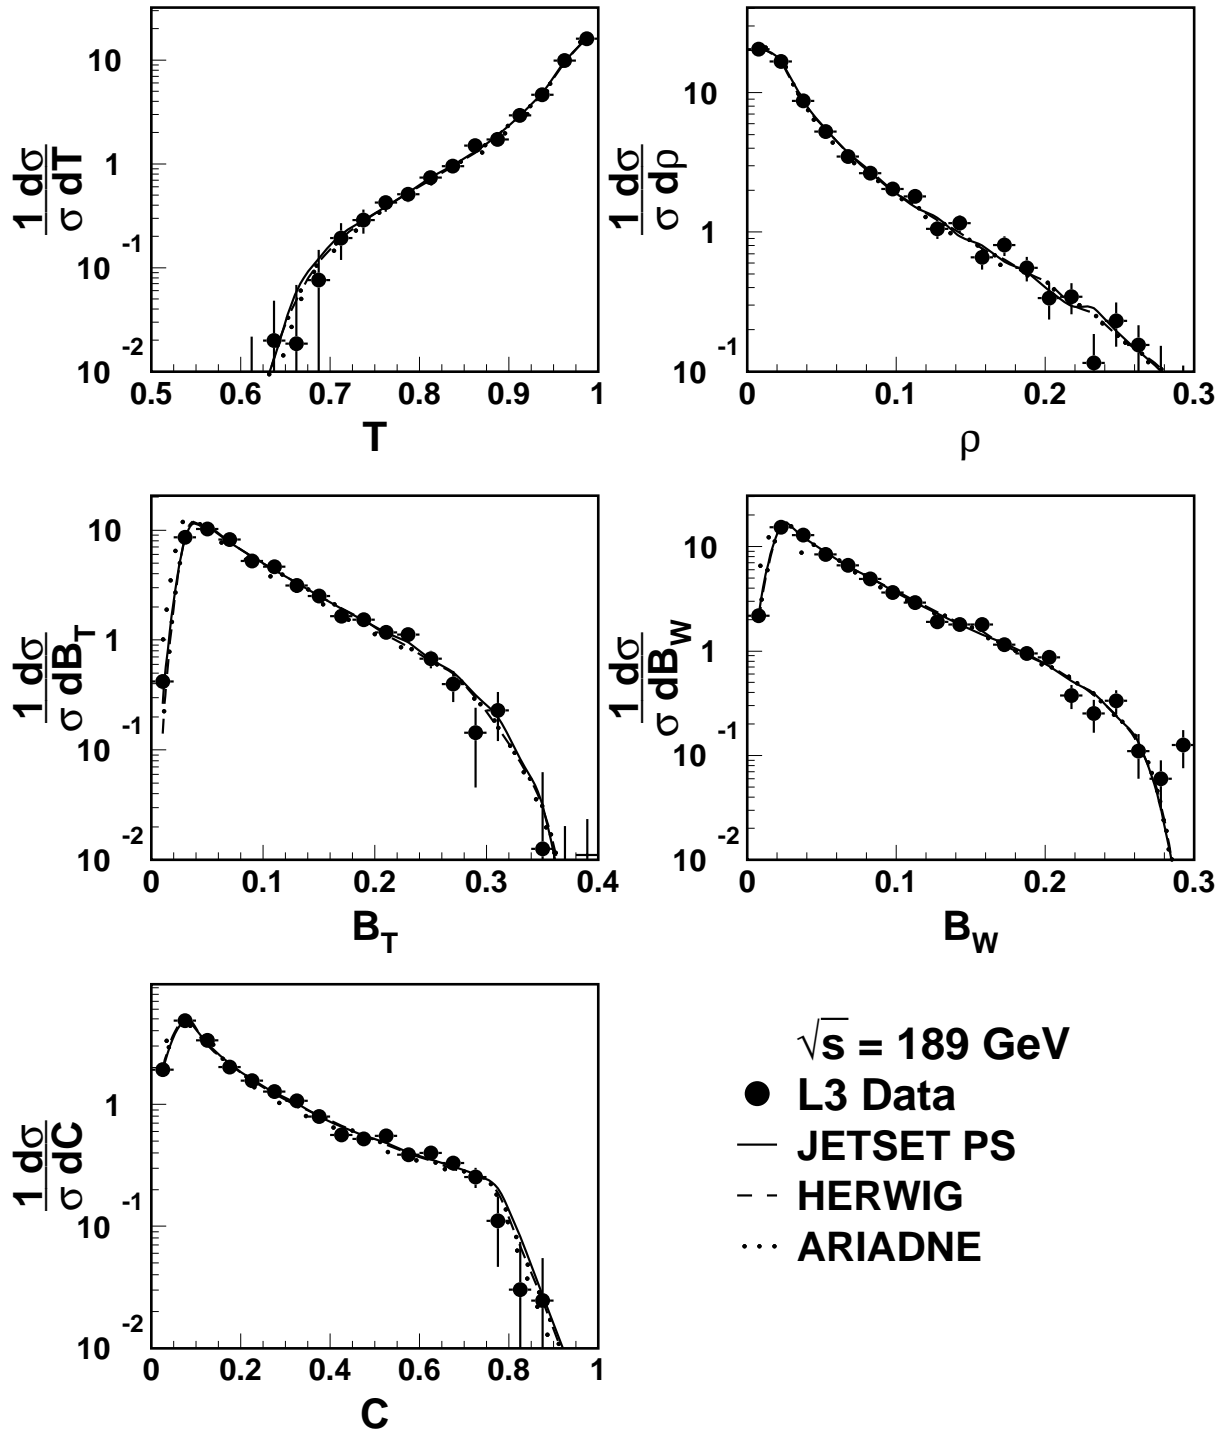 10
1
10 -1
10 -2
0.5 0.6 0.7 0.8 0.9 1
T
1 dσ
σ dT
10
1
10 -1
0 0.1 0.2 0.3
ρ
1 dσ
σ dρ
10
1
10 -1
10 -2
0 0.1 0.2 0.3 0.4
B_T
1 dσ
σ dB_T
10
1
10 -1
10 -2
0 0.1 0.2 0.3
B_W
1 dσ
σ dB_W
1
10 -1
10 -2
0 0.2 0.4 0.6 0.8 1
C
1 dσ
σ dC
√s = 189 GeV
L3 Data
JETSET PS
HERWIG
ARIADNE